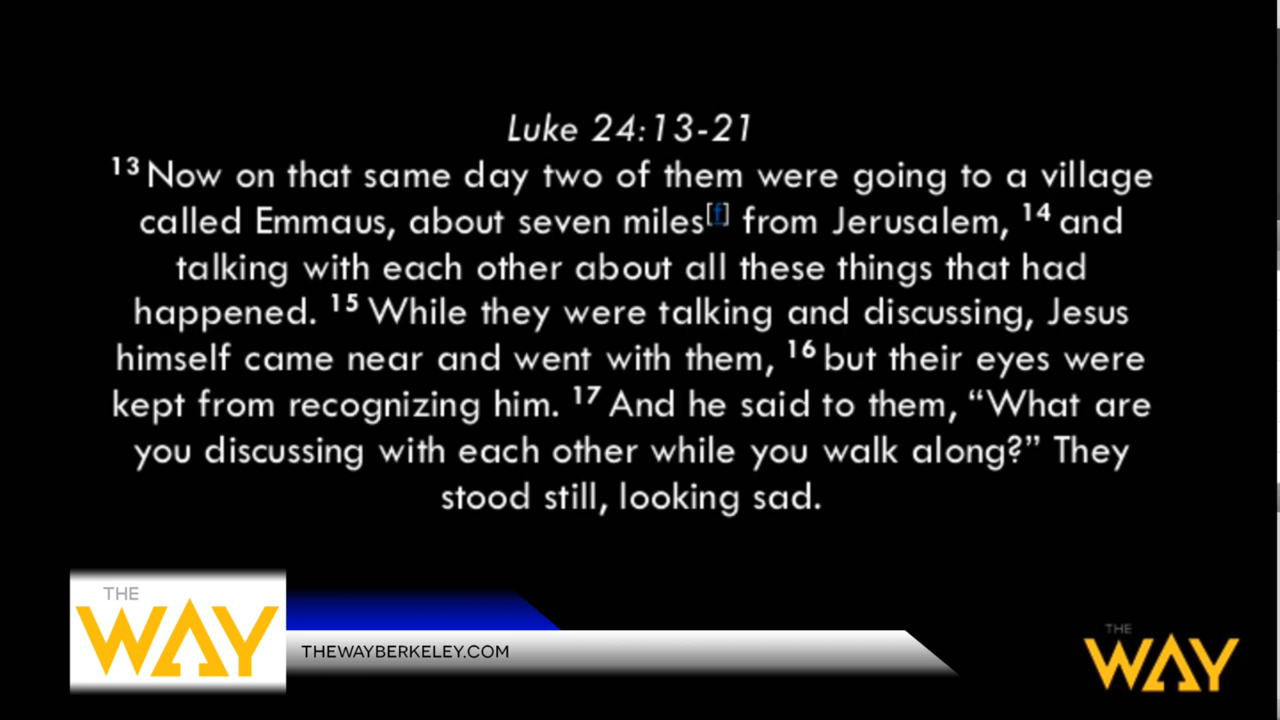 Luke 24:13-21
13 Now on that same day two of them were going to a village
called Emmaus, about seven miles[f] from Jerusalem, 14 and
talking with each other about all these things that had
happened. 15 While they were talking and discussing, Jesus
himself came near and went with them, 16 but their eyes were
kept from recognizing him. 17 And he said to them, “What are
you discussing with each other while you walk along?” They
stood still, looking sad.
THE
WAY
THEWAYBERKELEY.COM
THE
WAY